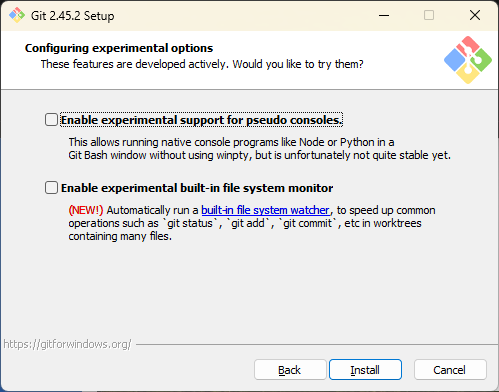 Git 2.45.2 Setup
Configuring experimental options
These features are developed actively. Would you like to try them?
Enable experimental support for pseudo consoles.
This allows running native console programs like Node or Python in a
Git Bash window without using winpty, but is unfortunately not quite stable yet.
Enable experimental built-in file system monitor
(NEW!) Automatically run a built-in file system watcher, to speed up common
operations such as `git status`, `git add`, `git commit`, etc in worktrees
containing many files.
https://gitforwindows.org/
Back
Install
Cancel